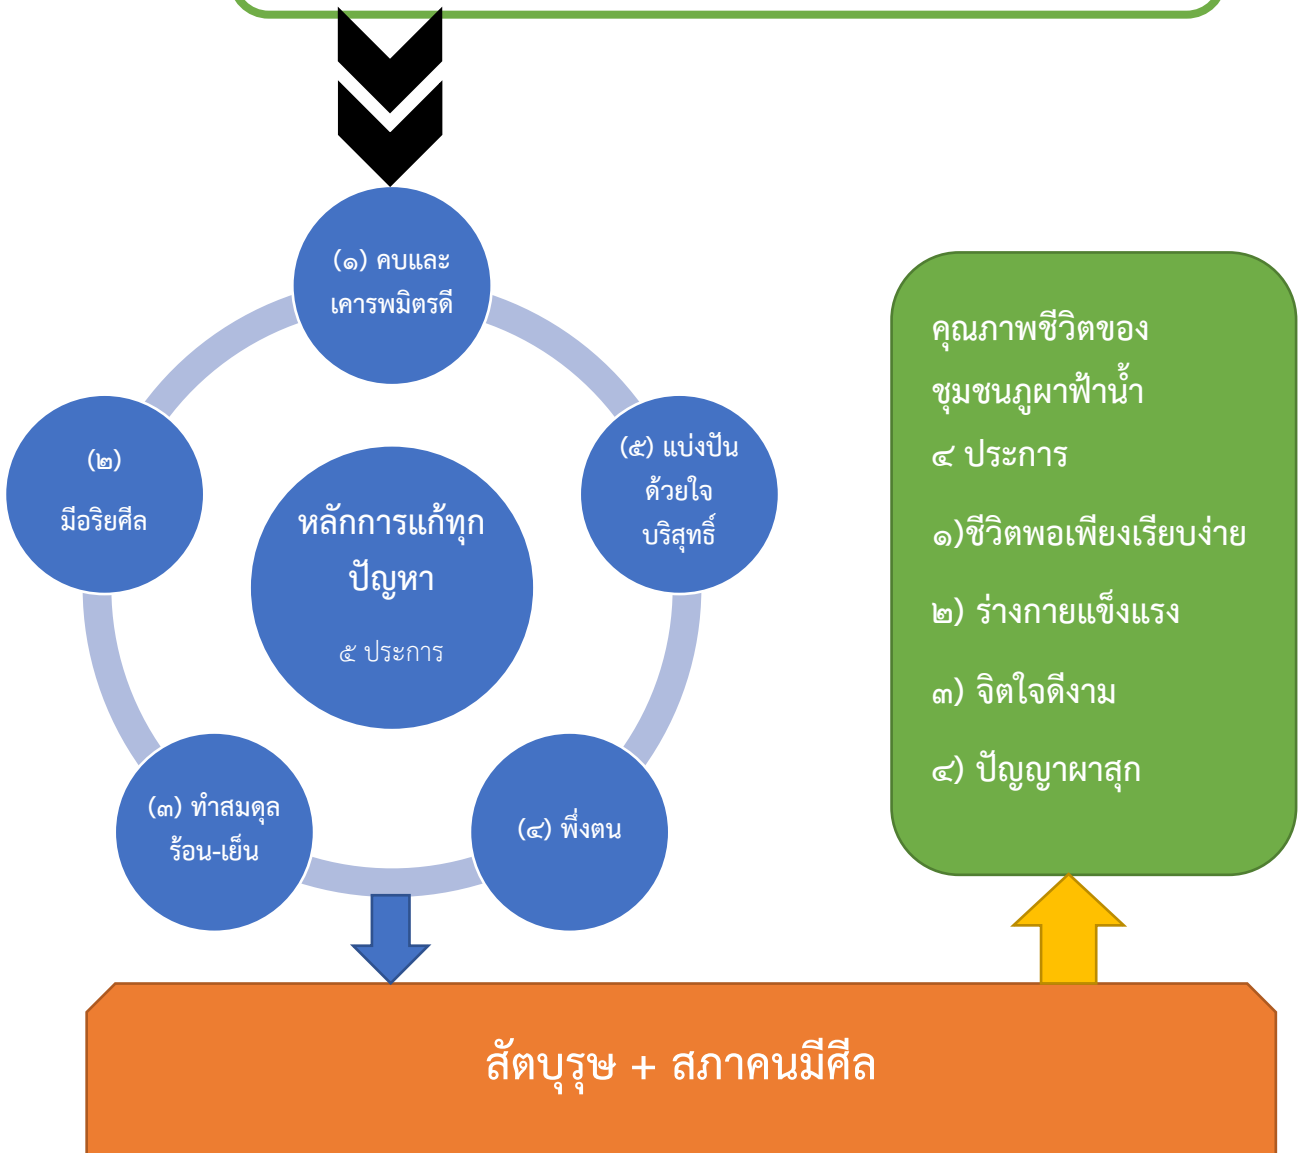 (๑) คบและ
เคารพมิตรดี
(๒)
มีอริยศีล
(๓) ทำสมดุล
ร้อน-เย็น
(๔) พึ่งตน
(๕) แบ่งปัน
ด้วยใจ
บริสุทธิ์
หลักการแก้ทุก
ปัญหา
๕ ประการ
คุณภาพชีวิตของ
ชุมชนภูผาฟ้าน้ำ
๔ ประการ
๑)ชีวิตพอเพียงเรียบง่าย
๒) ร่างกายแข็งแรง
๓) จิตใจดีงาม
๔) ปัญญาผาสุก
สัตบุรุษ + สภาคนมีศีล